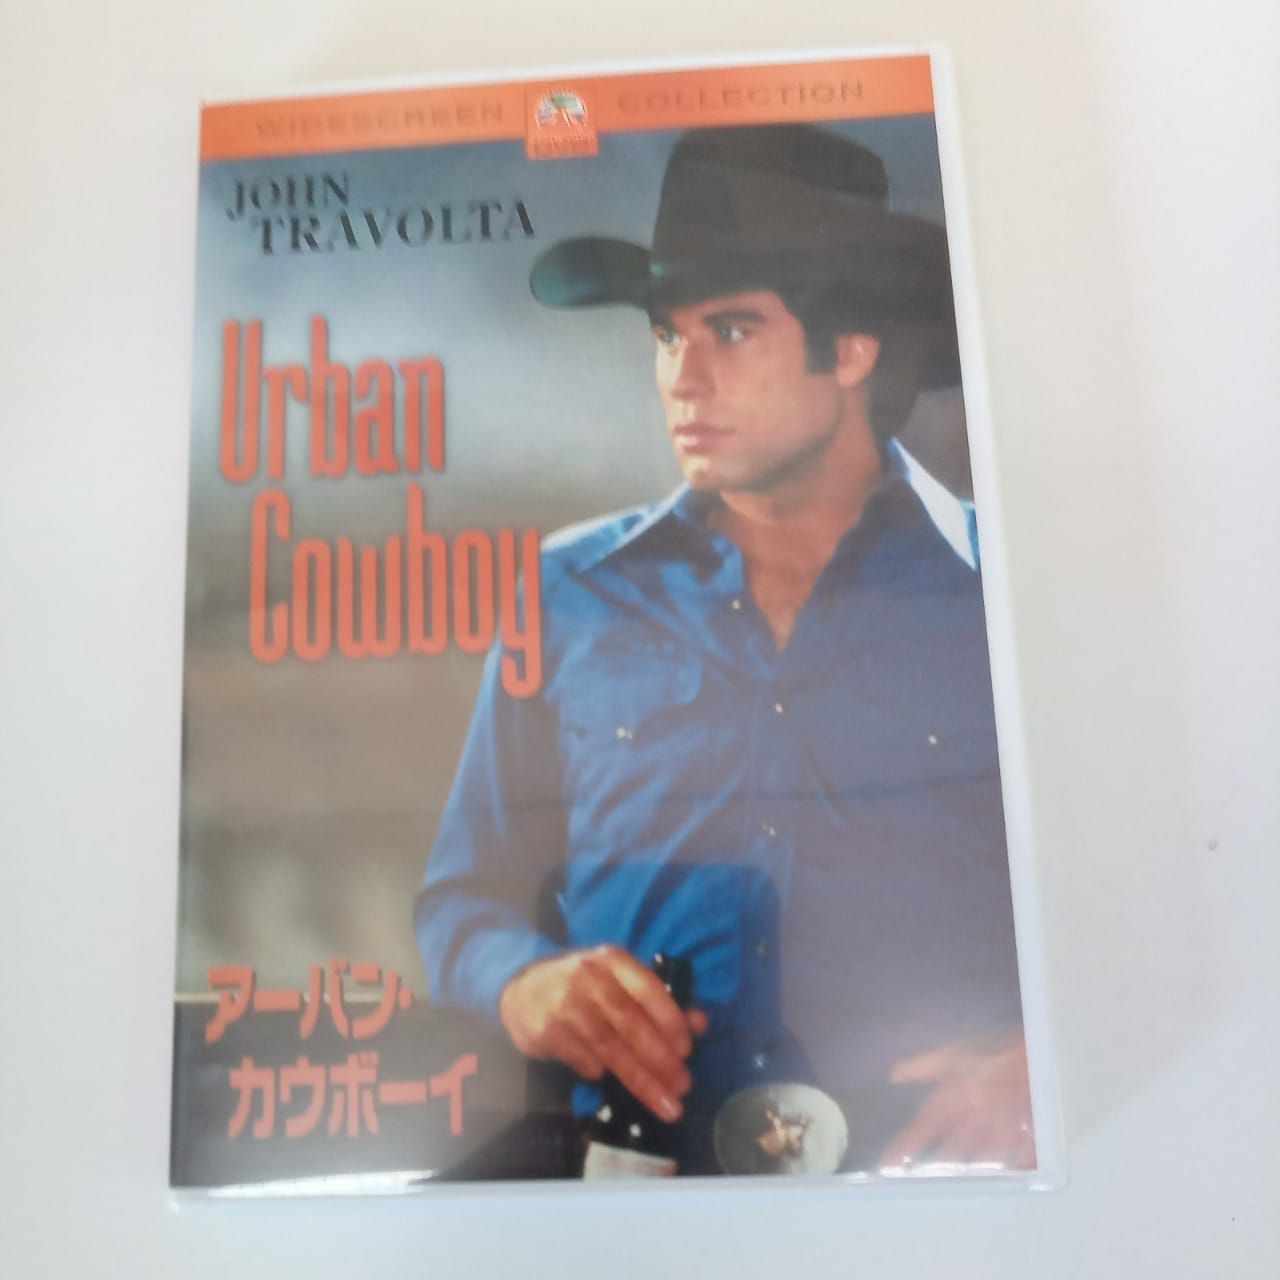 WIDESCREEN COLLECTION
JOHN
TRAVOLTA
Urban
Cowboy
アーバン・
カウボーイ